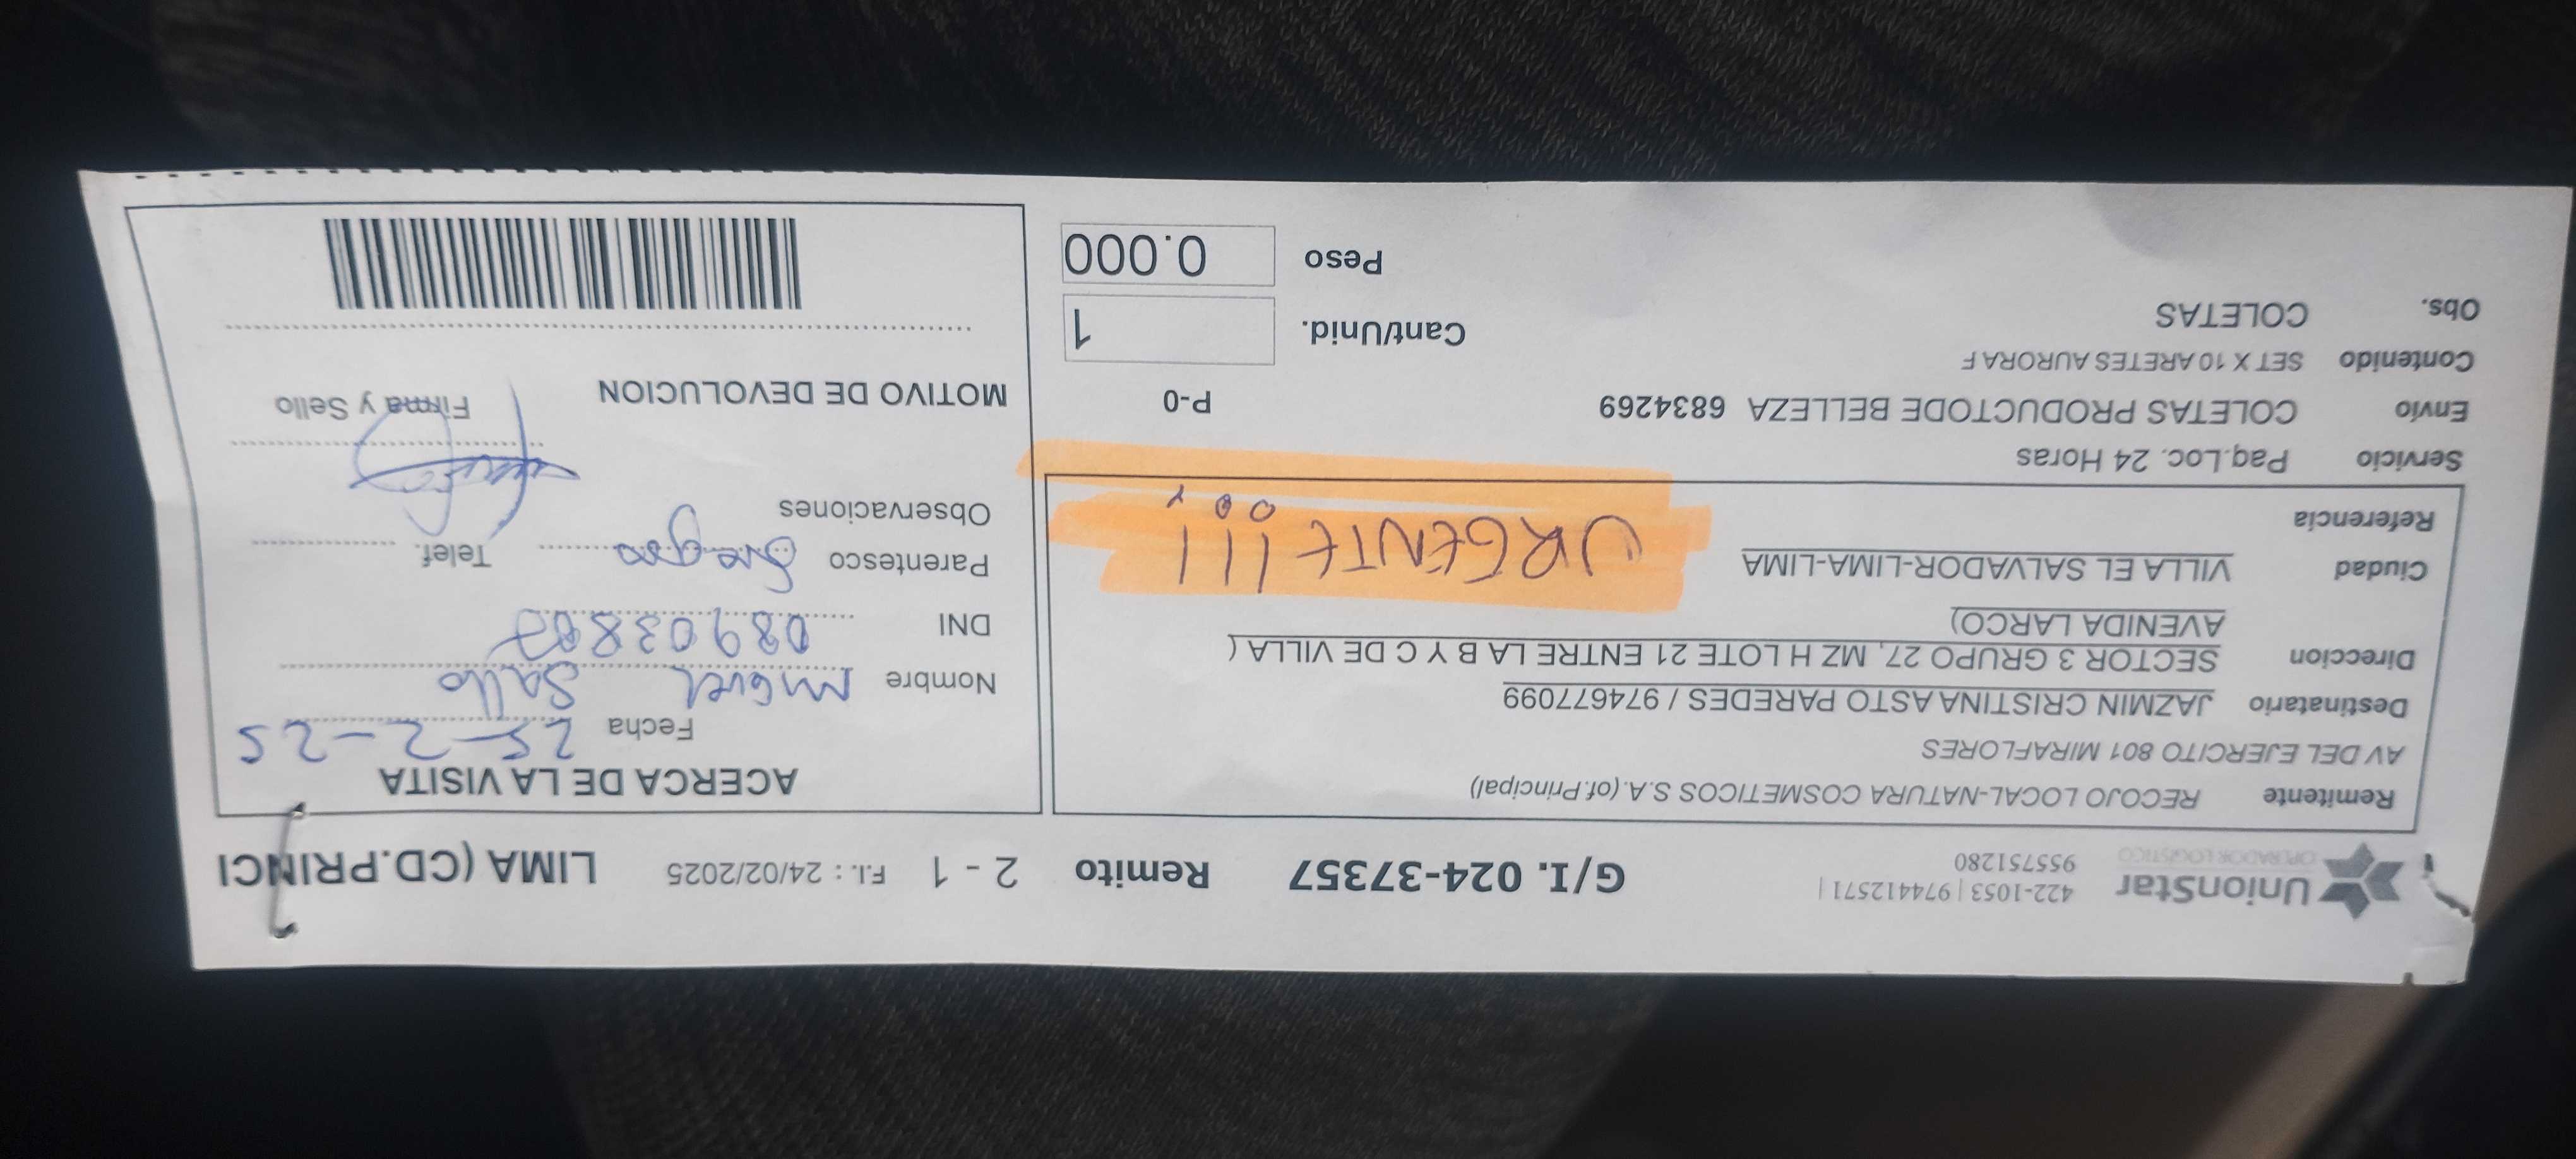 UnionStar
OPERADOR LOGISTICO
422-1053 | 974412571 |
955751280
G/I. 024-37357
Remito 2 - 1 F.I. : 24/02/2025 LIMA (CD.PRINCI
Remitente RECOJO LOCAL-NATURA COSMETICOS S.A. (of.Principal)
AV DEL EJERCITO 801 MIRAFLORES
Destinatario JAZMIN CRISTINA ASTO PAREDES / 974677099
Direccion SECTOR 3 GRUPO 27, MZ H LOTE 21 ENTRE LA B Y C DE VILLA (
AVENIDA LARCO)
Ciudad VILLA EL SALVADOR-LIMA-LIMA
Referencia
URGENTE!!!
Servicio Paq.Loc. 24 Horas
Envío COLETAS PRODUCTODE BELLEZA 6834269 P-0
Contenido SET X 10 ARETES AURORA F
Obs. COLETAS
Cant/Unid. 1
Peso 0.000
ACERCA DE LA VISITA
Fecha 25-2-25
Nombre Miguel Sallo
DNI
Parentesco Suegro Telef.
Observaciones
Firma y Sello
MOTIVO DE DEVOLUCION